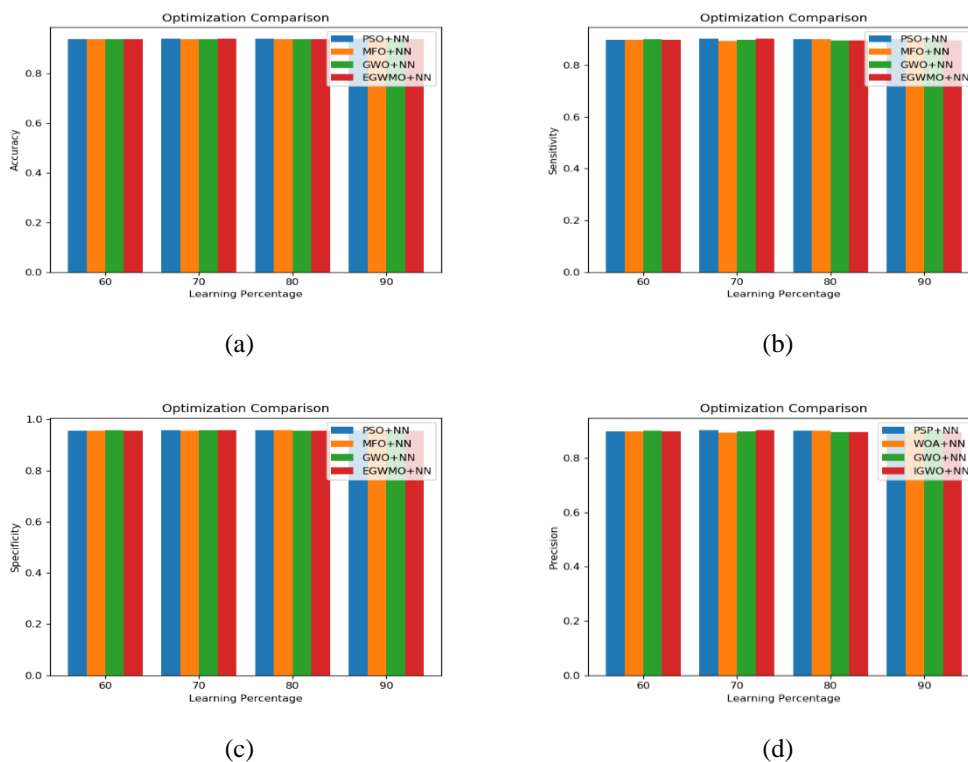 Optimization Comparison
PSO+NN
MFO+NN
GWO+NN
EGWMO+NN
Accuracy
0.8
0.6
0.4
0.2
0.0
60 70 80 90
Learning Percentage
(a)
Optimization Comparison
PSO+NN
MFO+NN
GWO+NN
EGWMO+NN
Sensitivity
0.8
0.6
0.4
0.2
0.0
60 70 80 90
Learning Percentage
(b)
Optimization Comparison
PSO+NN
MFO+NN
GWO+NN
EGWMO+NN
Specificity
1.0
0.8
0.6
0.4
0.2
0.0
60 70 80 90
Learning Percentage
(c)
Optimization Comparison
PSP+NN
WOA+NN
GWO+NN
IGWO+NN
Precision
0.8
0.6
0.4
0.2
0.0
60 70 80 90
Learning Percentage
(d)